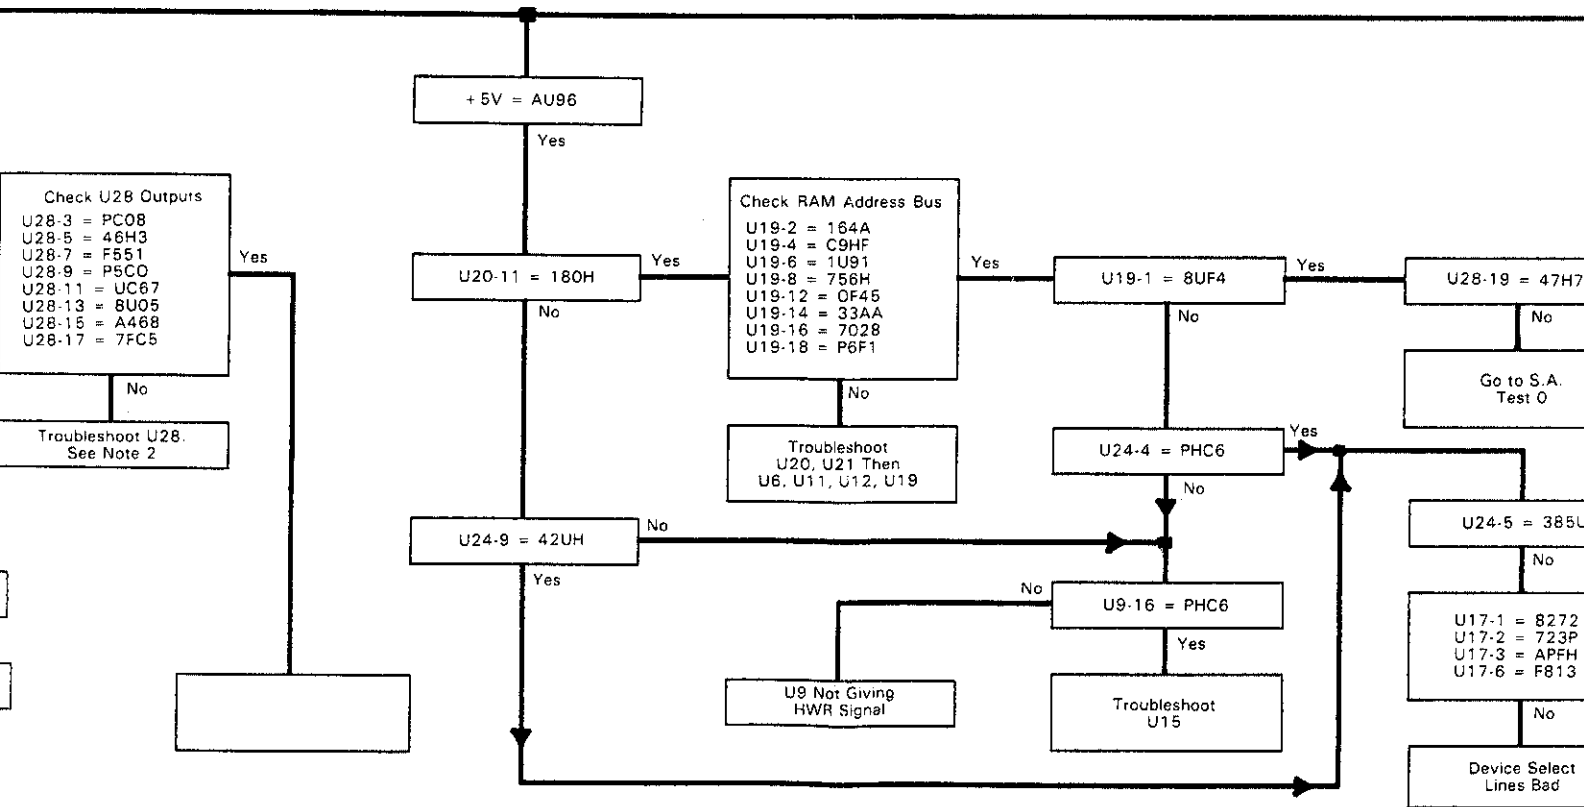 +5V = AU96
Yes
Check U28 Outputs
U28-3 = PC08
U28-5 = 46H3
U28-7 = F551
U28-9 = P5C0
U28-11 = UC67
U28-13 = 8U05
U28-15 = A468
U28-17 = 7FC5
Yes
No
Troubleshoot U28.
See Note 2
U20-11 = 180H
Yes
No
Check RAM Address Bus
U19-2 = 164A
U19-4 = C9HF
U19-6 = 1U91
U19-8 = 756H
U19-12 = 0F45
U19-14 = 33AA
U19-16 = 7028
U19-18 = P6F1
Yes
No
Troubleshoot
U20, U21 Then
U6, U11, U12, U19
U19-1 = 8UF4
Yes
No
U28-19 = 47H7
No
Go to S.A.
Test 0
U24-4 = PHC6
Yes
No
U24-9 = 42UH
No
Yes
U24-5 = 385U
No
U9-16 = PHC6
No
Yes
U17-1 = 8272
U17-2 = 723P
U17-3 = APFH
U17-6 = F813
No
U9 Not Giving
HWR Signal
Troubleshoot
U15
Device Select
Lines Bad